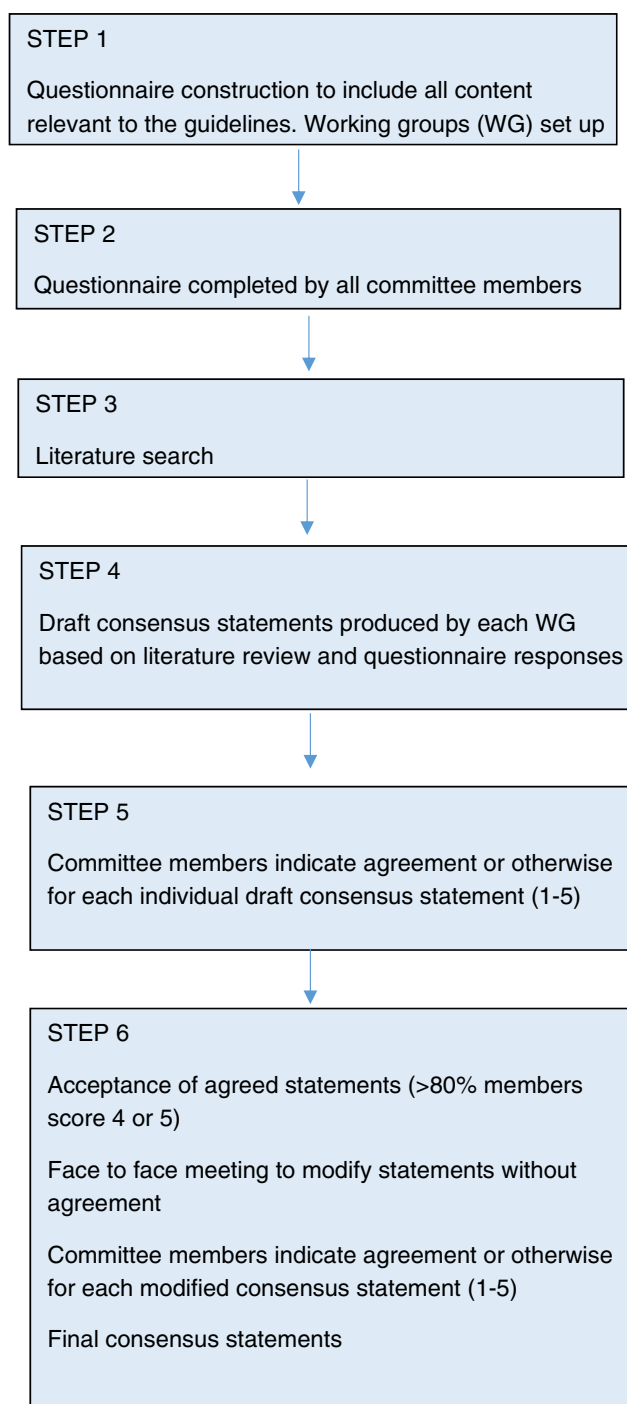 STEP 1
Questionnaire construction to include all content
relevant to the guidelines. Working groups (WG) set up
STEP 2
Questionnaire completed by all committee members
STEP 3
Literature search
STEP 4
Draft consensus statements produced by each WG
based on literature review and questionnaire responses
STEP 5
Committee members indicate agreement or otherwise
for each individual draft consensus statement (1-5)
STEP 6
Acceptance of agreed statements (>80% members
score 4 or 5)
Face to face meeting to modify statements without
agreement
Committee members indicate agreement or otherwise
for each modified consensus statement (1-5)
Final consensus statements